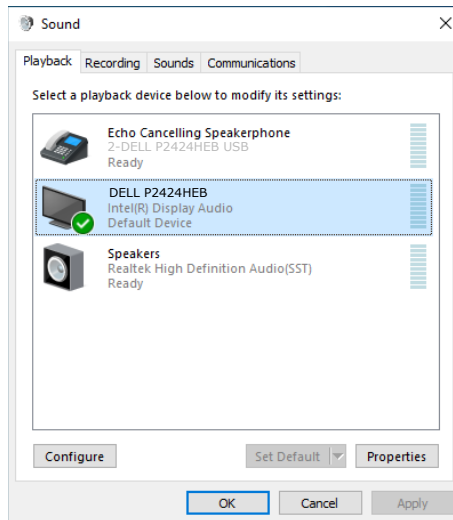 Sound
Playback Recording Sounds Communications
Select a playback device below to modify its settings:
Echo Cancelling Speakerphone
2-DELL P2424HEB USB
Ready
DELL P2424HEB
Intel(R) Display Audio
Default Device
Speakers
Realtek High Definition Audio(SST)
Ready
Configure Set Default Properties
OK Cancel Apply